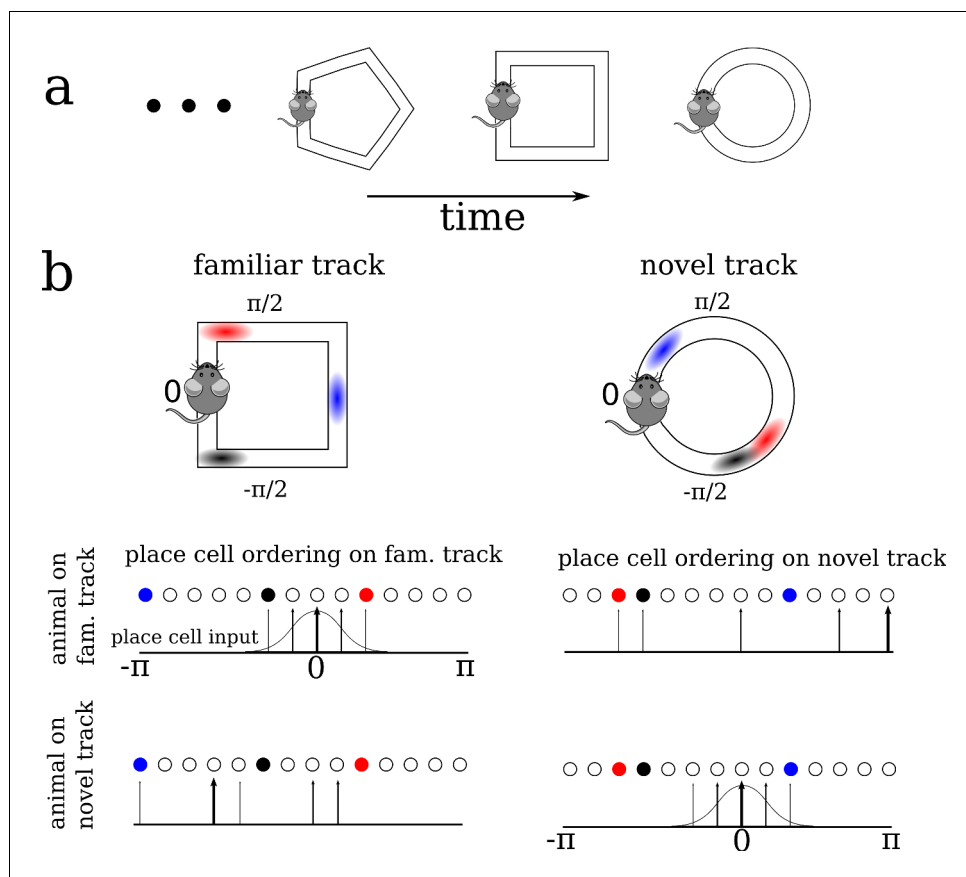 a
time
b
familiar track
novel track
π/2
π/2
0
0
-π/2
-π/2
place cell ordering on fam. track
place cell ordering on novel track
animal on
fam. track
place cell input
-π
0
π
animal on
novel track
-π
0
π